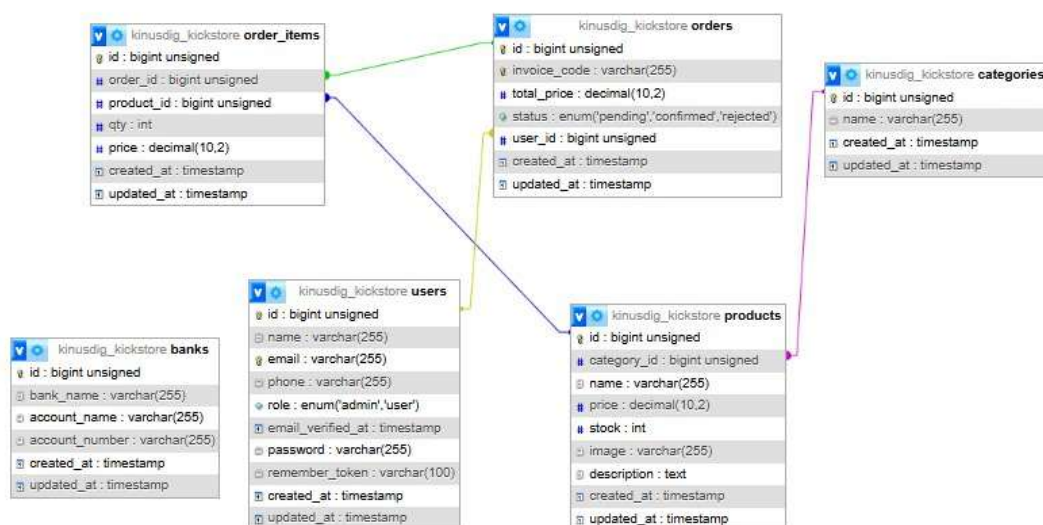 kinusdig_kickstore order_items
id : bigint unsigned
order_id : bigint unsigned
product_id : bigint unsigned
qty : int
price : decimal(10,2)
created_at : timestamp
updated_at : timestamp
kinusdig_kickstore orders
id : bigint unsigned
invoice_code : varchar(255)
total_price : decimal(10,2)
status : enum('pending','confirmed','rejected')
user_id : bigint unsigned
created_at : timestamp
updated_at : timestamp
kinusdig_kickstore categories
id : bigint unsigned
name : varchar(255)
created_at : timestamp
updated_at : timestamp
kinusdig_kickstore banks
id : bigint unsigned
bank_name : varchar(255)
account_name : varchar(255)
account_number : varchar(255)
created_at : timestamp
updated_at : timestamp
kinusdig_kickstore users
id : bigint unsigned
name : varchar(255)
email : varchar(255)
phone : varchar(255)
role : enum('admin','user')
email_verified_at : timestamp
password : varchar(255)
remember_token : varchar(100)
created_at : timestamp
updated_at : timestamp
kinusdig_kickstore products
id : bigint unsigned
category_id : bigint unsigned
name : varchar(255)
price : decimal(10,2)
stock : int
image : varchar(255)
description : text
created_at : timestamp
updated_at : timestamp